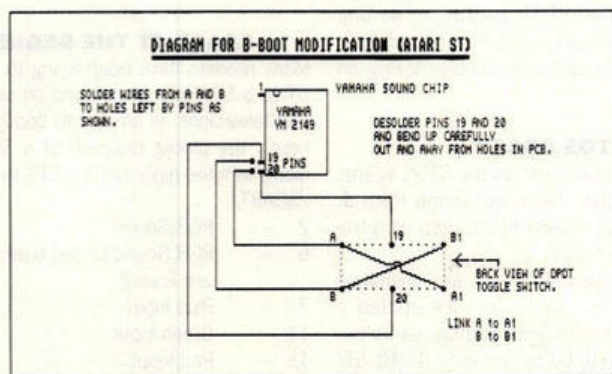 DIAGRAM FOR B-BOOT MODIFICATION (ATARI ST)
SOLDER WIRES FROM A AND B
TO HOLES LEFT BY PINS AS
SHOWN.
1
YAMAHA
YM 2149
YAMAHA SOUND CHIP
DESOLDER PINS 19 AND 20
AND BEND UP CAREFULLY
OUT AND AWAY FROM HOLES IN PCB.
19
20
PINS
A
19
B1
B
20
A1
BACK VIEW OF DPDT
TOGGLE SWITCH.
LINK A to A1
B to B1